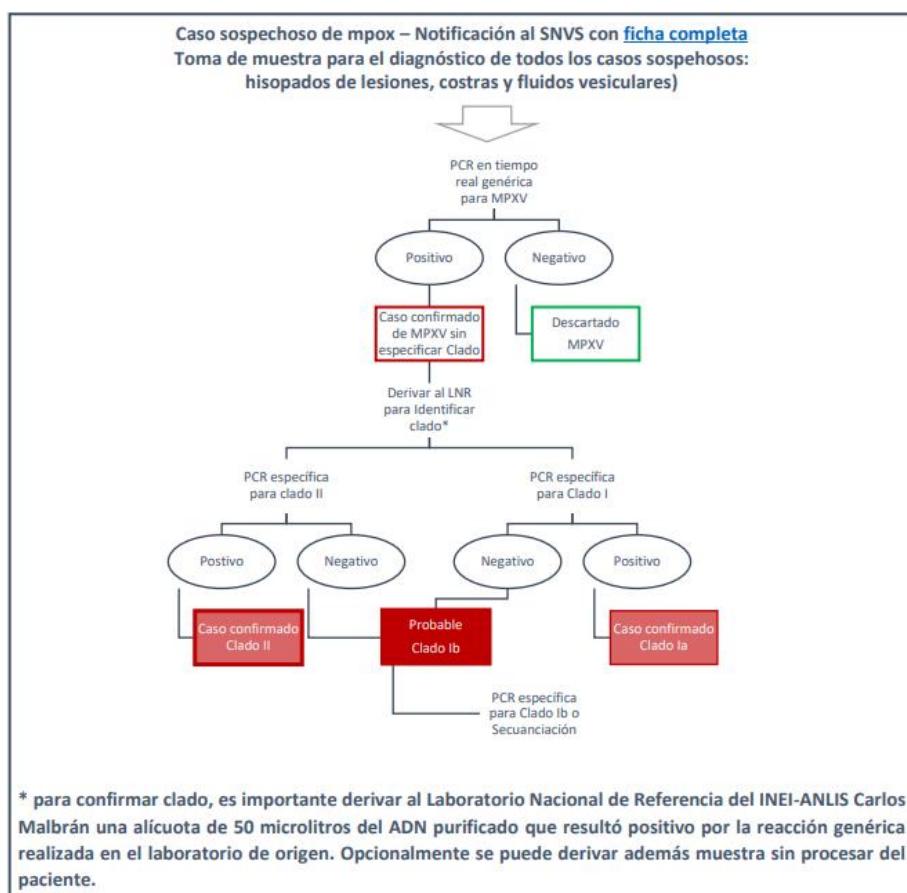 Caso sospechoso de mpox – Notificación al SNVS con ficha completa
Toma de muestra para el diagnóstico de todos los casos sospehosos:
hisopados de lesiones, costras y fluidos vesiculares)
PCR en tiempo
real genérica
para MPXV
Positivo
Negativo
Caso confirmado
de MPXV sin
especificar Clado
Descartado
MPXV
Derivar al LNR
para Identificar
clado*
PCR específica
para clado II
PCR específica
para Clado I
Postivo
Negativo
Negativo
Positivo
Caso confirmado
Clado II
Probable
Clado Ib
Caso confirmado
Clado Ia
PCR específica
para Clado Ib o
Secuanciación
* para confirmar clado, es importante derivar al Laboratorio Nacional de Referencia del INEI-ANLIS Carlos
Malbrán una alícuota de 50 microlitros del ADN purificado que resultó positivo por la reacción genérica
realizada en el laboratorio de origen. Opcionalmente se puede derivar además muestra sin procesar del
paciente.